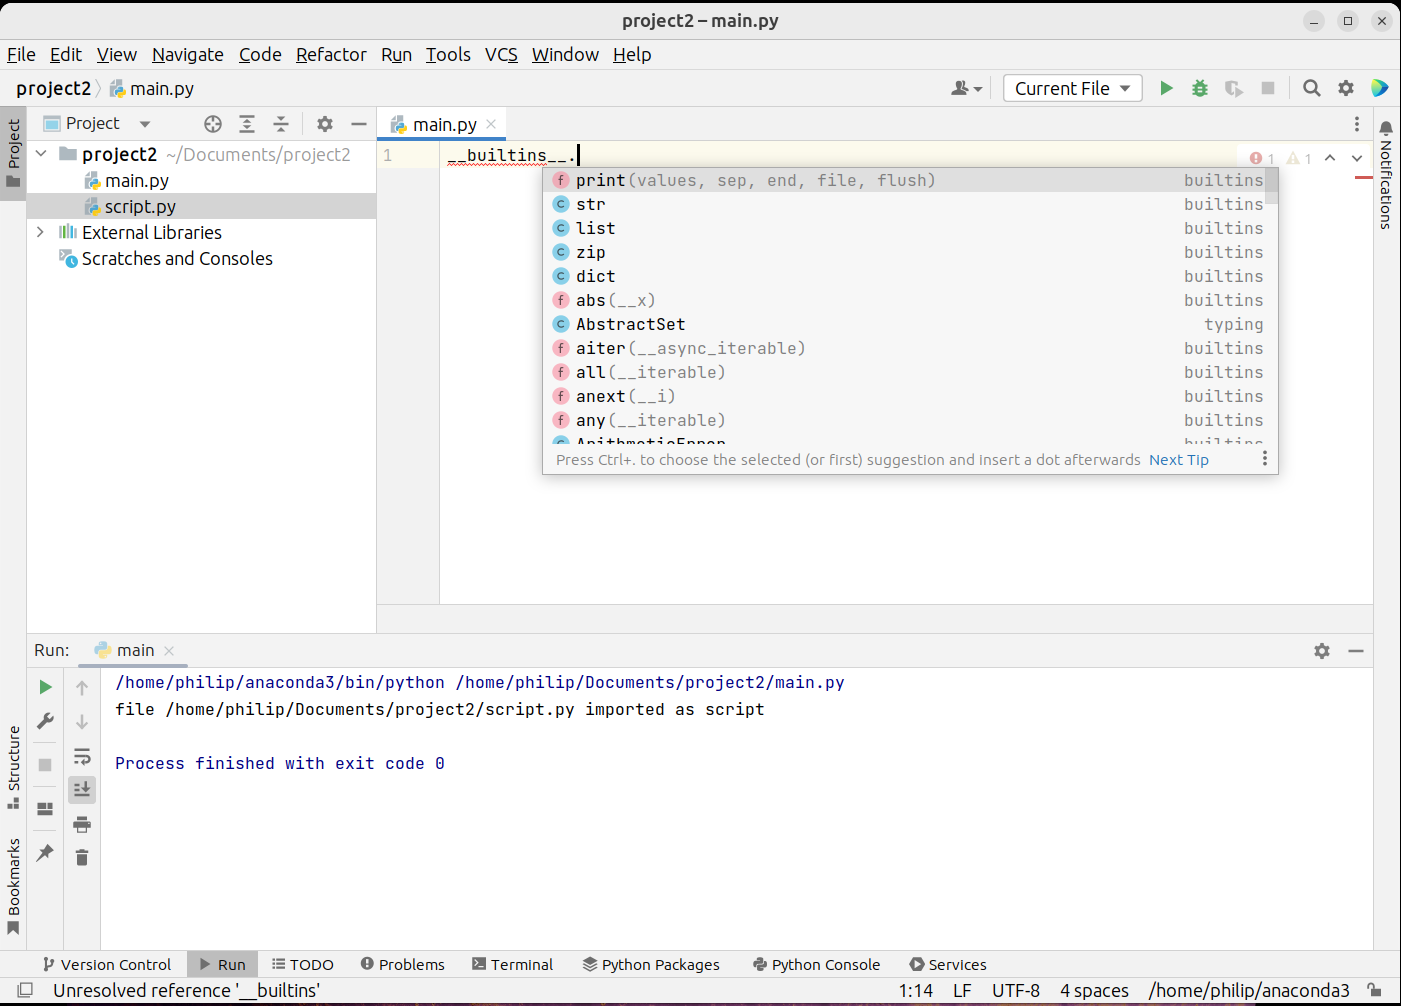 project2 – main.py
File Edit View Navigate Code Refactor Run Tools VCS Window Help
project2 main.py Current File
Project main.py
Project
project2 ~/Documents/project2
main.py
script.py
External Libraries
Scratches and Consoles
1 __builtins__. 1 1
print(values, sep, end, file, flush) builtins
str builtins
list builtins
zip builtins
dict builtins
abs(__x) builtins
AbstractSet typing
aiter(__async_iterable) builtins
all(__iterable) builtins
anext(__i) builtins
any(__iterable) builtins
ArithmeticError builtins
Press Ctrl+. to choose the selected (or first) suggestion and insert a dot afterwards Next Tip
Notifications
Run: main
/home/philip/anaconda3/bin/python /home/philip/Documents/project2/main.py
file /home/philip/Documents/project2/script.py imported as script
Process finished with exit code 0
Structure
Bookmarks
Version Control Run TODO Problems Terminal Python Packages Python Console Services
Unresolved reference '__builtins' 1:14 LF UTF-8 4 spaces /home/philip/anaconda3